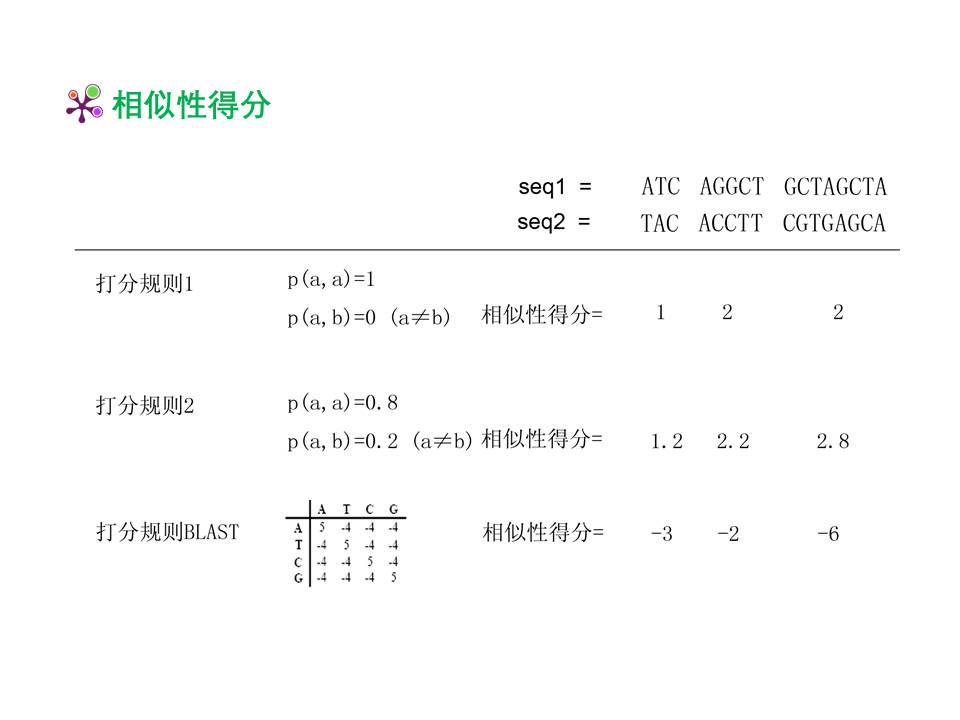 相似性得分
seq1 = ATC AGGCT GCTAGCTA
seq2 = TAC ACCTT CGTGAGCA
打分规则1
p(a,a)=1
p(a,b)=0 (a≠b) 相似性得分= 1 2 2
打分规则2
p(a,a)=0.8
p(a,b)=0.2 (a≠b) 相似性得分= 1.2 2.2 2.8
打分规则BLAST
A T C G
A 5 -4 -4 -4
T -4 5 -4 -4
C -4 -4 5 -4
G -4 -4 -4 5
相似性得分= -3 -2 -6